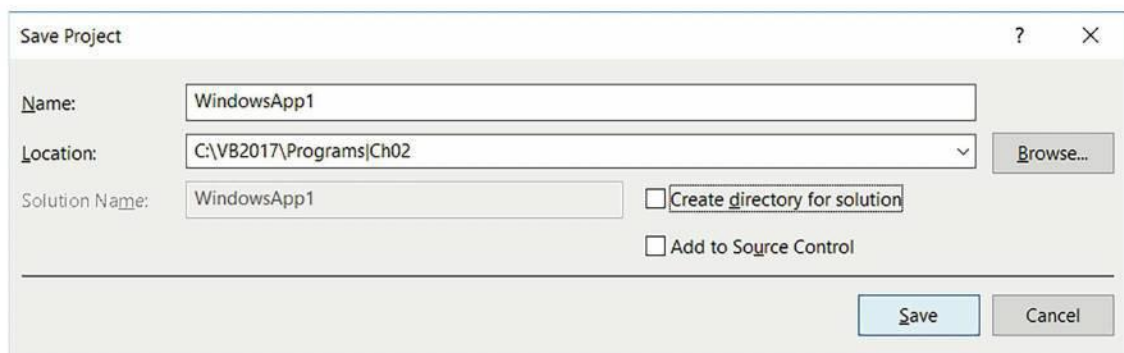 Save Project ? ×
Name: WindowsApp1
Location: C:\VB2017\Programs|Ch02 Browse...
Solution Name: WindowsApp1 Create directory for solution
Add to Source Control
Save Cancel